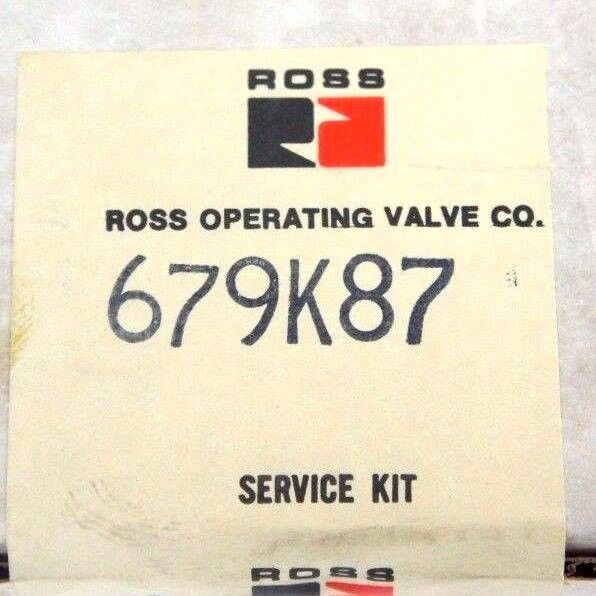 ROSS
ROSS OPERATING VALVE CO.
679K87
SERVICE KIT
ROSS